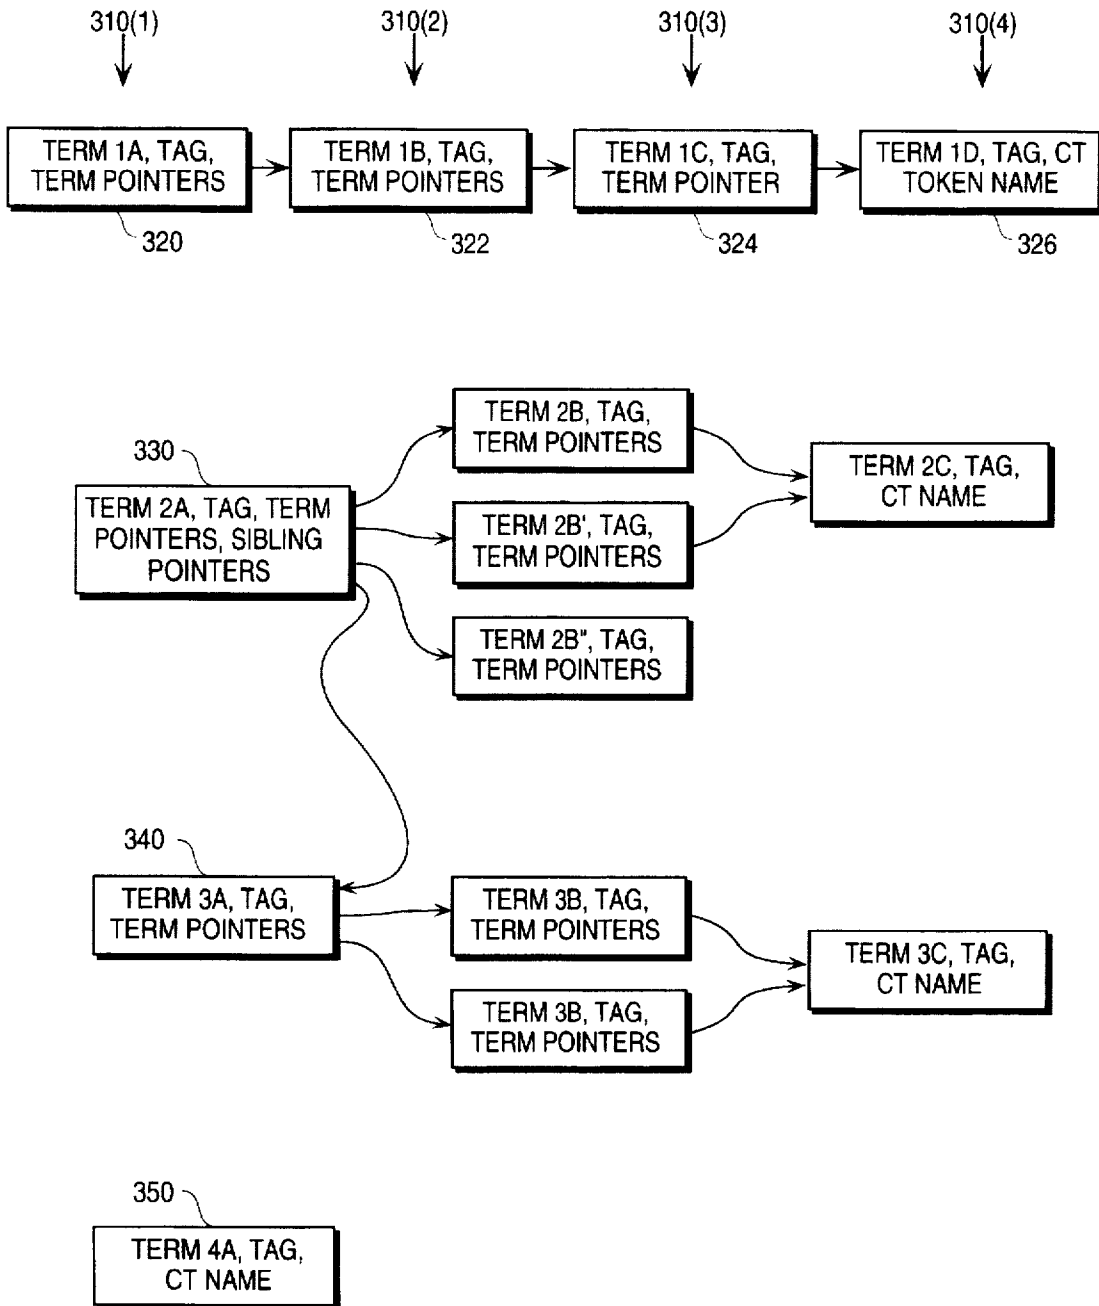 310(1)
310(2)
310(3)
310(4)
TERM 1A, TAG,
TERM POINTERS
TERM 1B, TAG,
TERM POINTERS
TERM 1C, TAG,
TERM POINTER
TERM 1D, TAG, CT
TOKEN NAME
320
322
324
326
330
TERM 2A, TAG, TERM
POINTERS, SIBLING
POINTERS
TERM 2B, TAG,
TERM POINTERS
TERM 2B', TAG,
TERM POINTERS
TERM 2B", TAG,
TERM POINTERS
TERM 2C, TAG,
CT NAME
340
TERM 3A, TAG,
TERM POINTERS
TERM 3B, TAG,
TERM POINTERS
TERM 3B, TAG,
TERM POINTERS
TERM 3C, TAG,
CT NAME
350
TERM 4A, TAG,
CT NAME